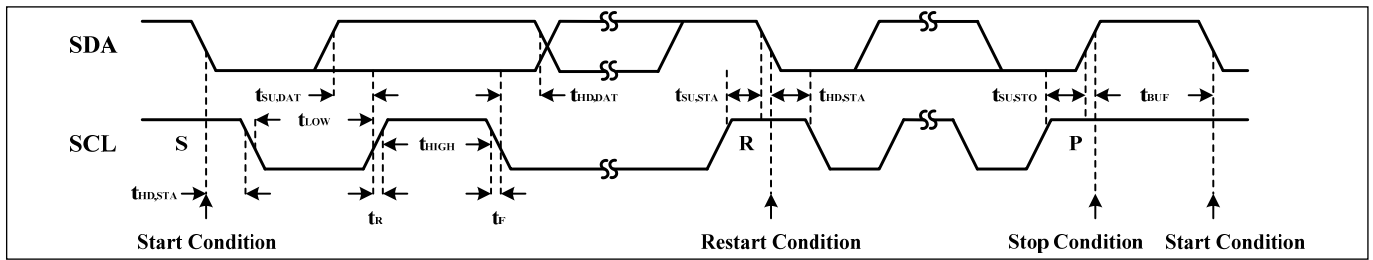 SDA
tSU,DAT
tHD,DAT
tSU,STA
tHD,STA
tSU,STO
tBUF
tLOW
SCL
S
tHIGH
R
P
tHD,STA
tR
tF
Start Condition
Restart Condition
Stop Condition
Start Condition